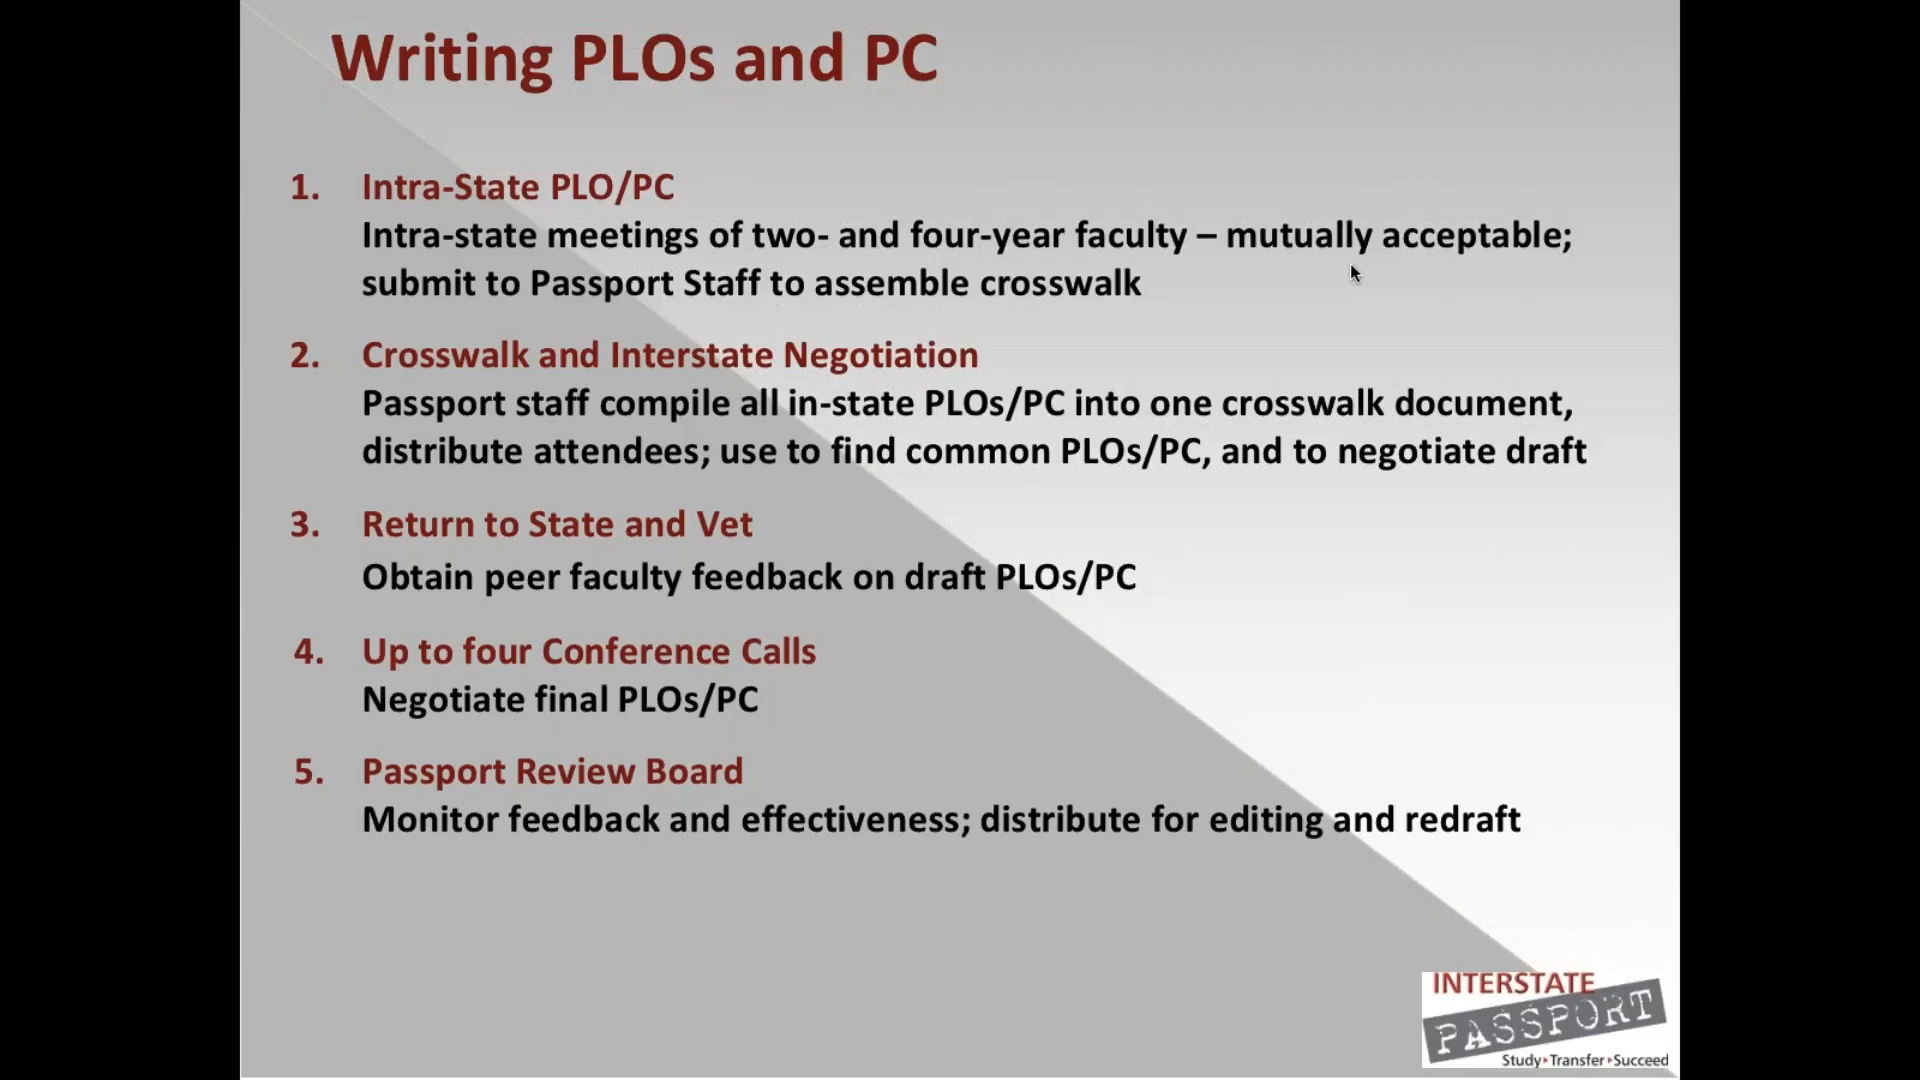 Writing PLOs and PC
1. Intra-State PLO/PC
Intra-state meetings of two- and four-year faculty – mutually acceptable;
submit to Passport Staff to assemble crosswalk
2. Crosswalk and Interstate Negotiation
Passport staff compile all in-state PLOs/PC into one crosswalk document,
distribute attendees; use to find common PLOs/PC, and to negotiate draft
3. Return to State and Vet
Obtain peer faculty feedback on draft PLOs/PC
4. Up to four Conference Calls
Negotiate final PLOs/PC
5. Passport Review Board
Monitor feedback and effectiveness; distribute for editing and redraft
INTERSTATE
PASSPORT
Study‣Transfer‣Succeed